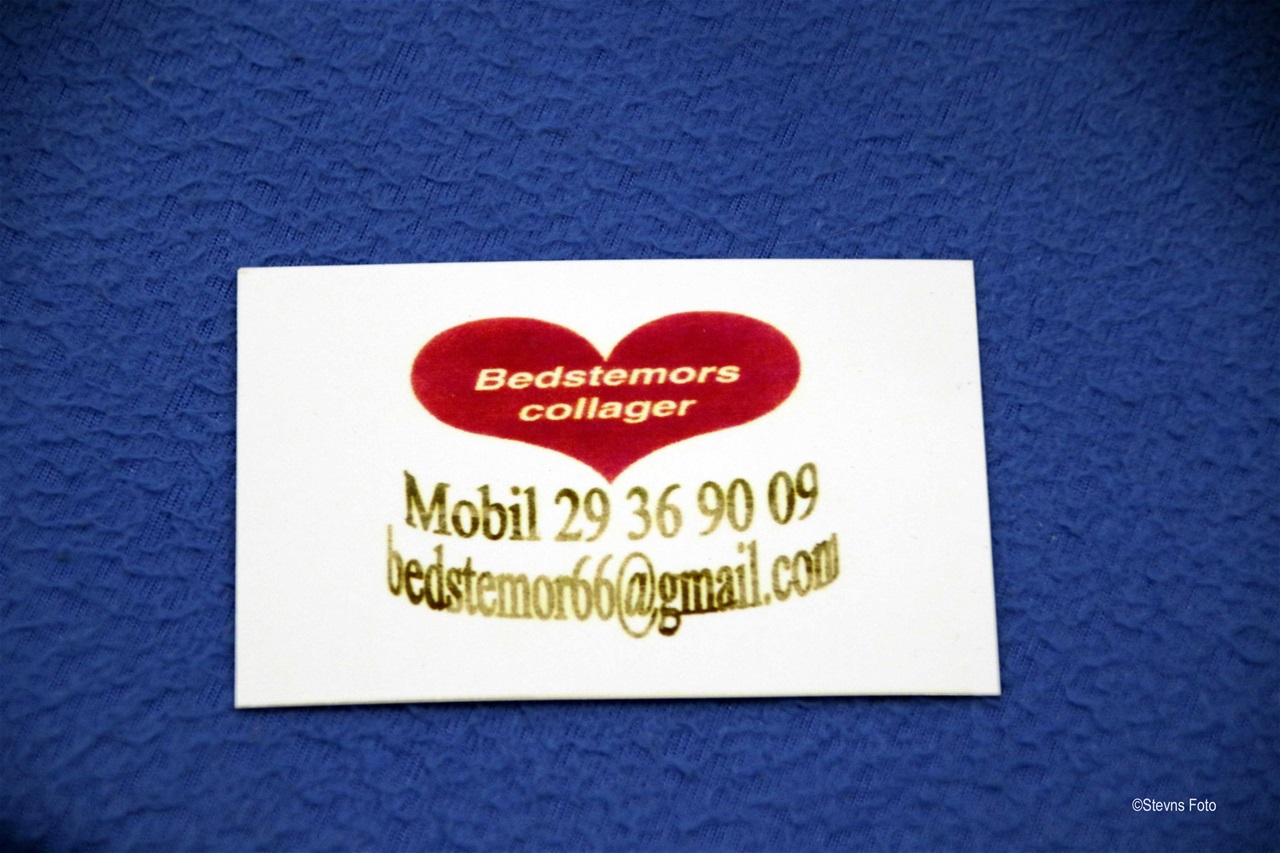 Bedstemors
collager
Mobil 29 36 90 09
bedstemor66@gmail.com
©Stevns Foto